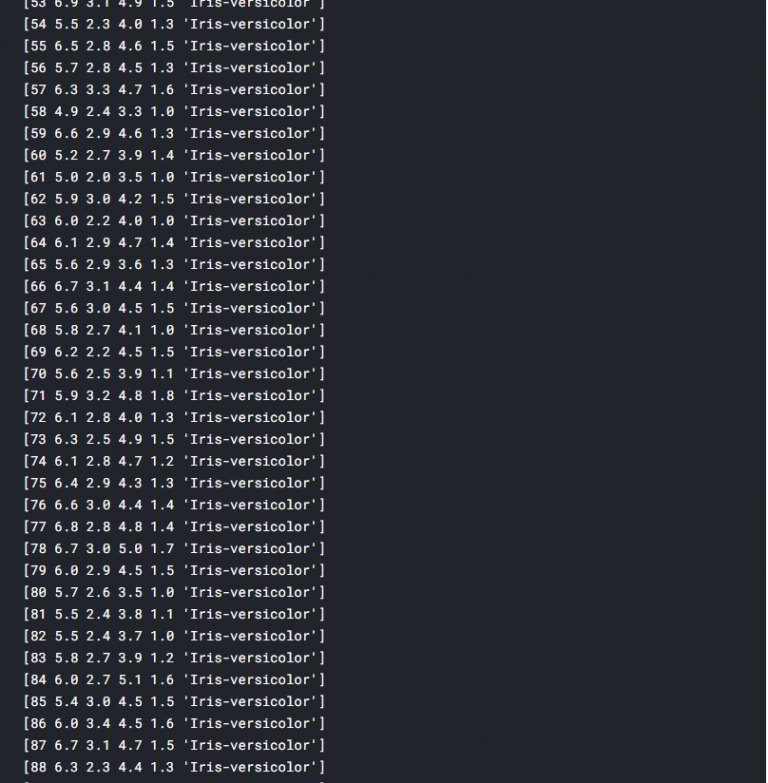 [53 6.9 3.1 4.9 1.5 'Iris-versicolor']
[54 5.5 2.3 4.0 1.3 'Iris-versicolor']
[55 6.5 2.8 4.6 1.5 'Iris-versicolor']
[56 5.7 2.8 4.5 1.3 'Iris-versicolor']
[57 6.3 3.3 4.7 1.6 'Iris-versicolor']
[58 4.9 2.4 3.3 1.0 'Iris-versicolor']
[59 6.6 2.9 4.6 1.3 'Iris-versicolor']
[60 5.2 2.7 3.9 1.4 'Iris-versicolor']
[61 5.0 2.0 3.5 1.0 'Iris-versicolor']
[62 5.9 3.0 4.2 1.5 'Iris-versicolor']
[63 6.0 2.2 4.0 1.0 'Iris-versicolor']
[64 6.1 2.9 4.7 1.4 'Iris-versicolor']
[65 5.6 2.9 3.6 1.3 'Iris-versicolor']
[66 6.7 3.1 4.4 1.4 'Iris-versicolor']
[67 5.6 3.0 4.5 1.5 'Iris-versicolor']
[68 5.8 2.7 4.1 1.0 'Iris-versicolor']
[69 6.2 2.2 4.5 1.5 'Iris-versicolor']
[70 5.6 2.5 3.9 1.1 'Iris-versicolor']
[71 5.9 3.2 4.8 1.8 'Iris-versicolor']
[72 6.1 2.8 4.0 1.3 'Iris-versicolor']
[73 6.3 2.5 4.9 1.5 'Iris-versicolor']
[74 6.1 2.8 4.7 1.2 'Iris-versicolor']
[75 6.4 2.9 4.3 1.3 'Iris-versicolor']
[76 6.6 3.0 4.4 1.4 'Iris-versicolor']
[77 6.8 2.8 4.8 1.4 'Iris-versicolor']
[78 6.7 3.0 5.0 1.7 'Iris-versicolor']
[79 6.0 2.9 4.5 1.5 'Iris-versicolor']
[80 5.7 2.6 3.5 1.0 'Iris-versicolor']
[81 5.5 2.4 3.8 1.1 'Iris-versicolor']
[82 5.5 2.4 3.7 1.0 'Iris-versicolor']
[83 5.8 2.7 3.9 1.2 'Iris-versicolor']
[84 6.0 2.7 5.1 1.6 'Iris-versicolor']
[85 5.4 3.0 4.5 1.5 'Iris-versicolor']
[86 6.0 3.4 4.5 1.6 'Iris-versicolor']
[87 6.7 3.1 4.7 1.5 'Iris-versicolor']
[88 6.3 2.3 4.4 1.3 'Iris-versicolor']